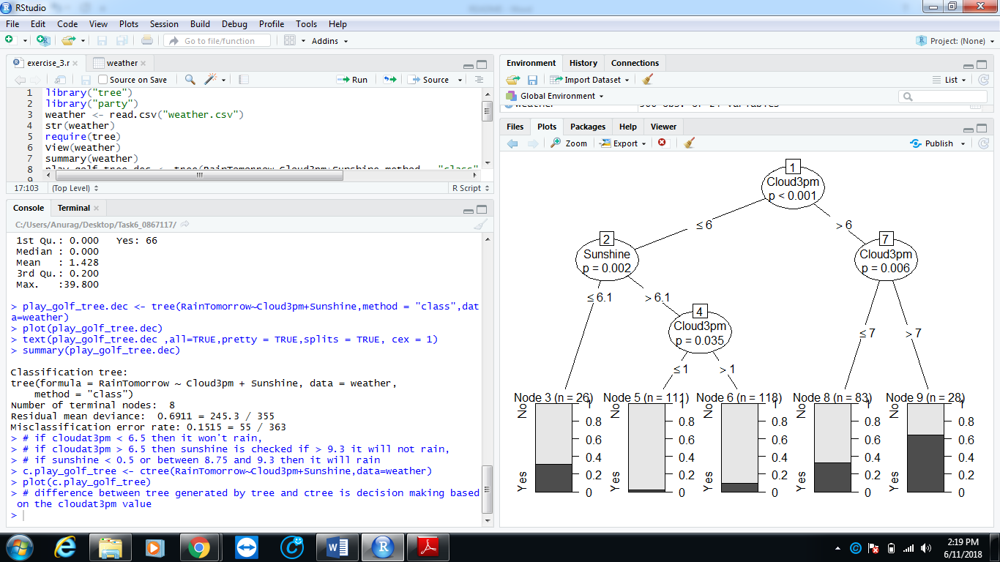 RStudio
File Edit Code View Plots Session Build Debug Profile Tools Help
Go to file/function Addins Project: (None)
exercise_3.r weather
Source on Save Run Source
1 library("tree")
2 library("party")
3 weather <- read.csv("weather.csv")
4 str(weather)
5 require(tree)
6 View(weather)
7 summary(weather)
8 play_golf_tree.dec <- tree(RainTomorrow~Cloud3pm+Sunshine,method = "class"
9
17:103 (Top Level) R Script
Console Terminal
C:/Users/Anurag/Desktop/Task6_0867117/
1st Qu.: 0.000 Yes: 66
Median : 0.000
Mean : 1.428
3rd Qu.: 0.200
Max. :39.800
> play_golf_tree.dec <- tree(RainTomorrow~Cloud3pm+Sunshine,method = "class",dat
a=weather)
> plot(play_golf_tree.dec)
> text(play_golf_tree.dec ,all=TRUE,pretty = TRUE,splits = TRUE, cex = 1)
> summary(play_golf_tree.dec)
Classification tree:
tree(formula = RainTomorrow ~ Cloud3pm + Sunshine, data = weather,
method = "class")
Number of terminal nodes: 8
Residual mean deviance: 0.6911 = 245.3 / 355
Misclassification error rate: 0.1515 = 55 / 363
> # if cloudat3pm < 6.5 then it won't rain,
> # if cloudat3pm > 6.5 then sunshine is checked if > 9.3 it will not rain,
> # if sunshine < 0.5 or between 8.75 and 9.3 then it will rain
> c.play_golf_tree <- ctree(RainTomorrow~Cloud3pm+Sunshine,data=weather)
> plot(c.play_golf_tree)
> # difference between tree generated by tree and ctree is decision making based
on the cloudat3pm value
>
Environment History Connections
Import Dataset List
Global Environment
weather
Files Plots Packages Help Viewer
Zoom Export Publish
1
Cloud3pm
p < 0.001
≤ 6 > 6
2
Sunshine
p = 0.002
7
Cloud3pm
p = 0.006
≤ 6.1 > 6.1
4
Cloud3pm
p = 0.035
≤ 7 > 7
≤ 1 > 1
Node 3 (n = 26) Node 5 (n = 111) Node 6 (n = 118) Node 8 (n = 83) Node 9 (n = 28)
No 1 No 1 No 1 No 1 No 1
0.8 0.8 0.8 0.8 0.8
0.6 0.6 0.6 0.6 0.6
0.4 0.4 0.4 0.4 0.4
Yes 0.2 Yes 0.2 Yes 0.2 Yes 0.2 Yes 0.2
0 0 0 0 0
2:19 PM
6/11/2018